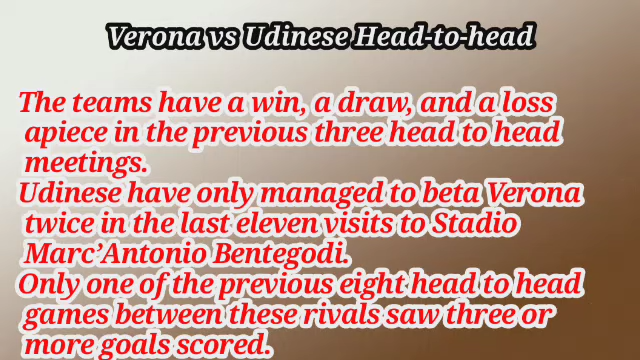 Verona vs Udinese Head-to-head
The teams have a win, a draw, and a loss
apiece in the previous three head to head
meetings.
Udinese have only managed to beta Verona
twice in the last eleven visits to Stadio
Marc’Antonio Bentegodi.
Only one of the previous eight head to head
games between these rivals saw three or
more goals scored.